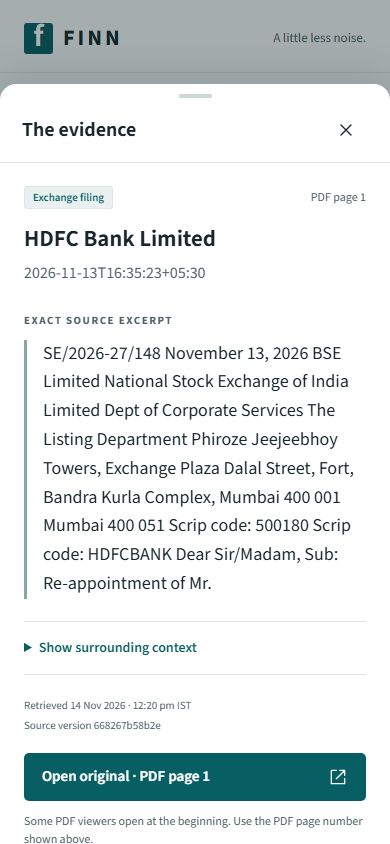 f FINN
A little less noise.
The evidence
Exchange filing
PDF page 1
HDFC Bank Limited
2026-11-13T16:35:23+05:30
EXACT SOURCE EXCERPT
SE/2026-27/148 November 13, 2026 BSE
Limited National Stock Exchange of India
Limited Dept of Corporate Services The
Listing Department Phiroze Jeejeebhoy
Towers, Exchange Plaza Dalal Street, Fort,
Bandra Kurla Complex, Mumbai 400 001
Mumbai 400 051 Scrip code: 500180 Scrip
code: HDFCBANK Dear Sir/Madam, Sub:
Re-appointment of Mr.
Show surrounding context
Retrieved 14 Nov 2026 · 12:20 pm IST
Source version 668267b58b2e
Open original · PDF page 1
Some PDF viewers open at the beginning. Use the PDF page number
shown above.